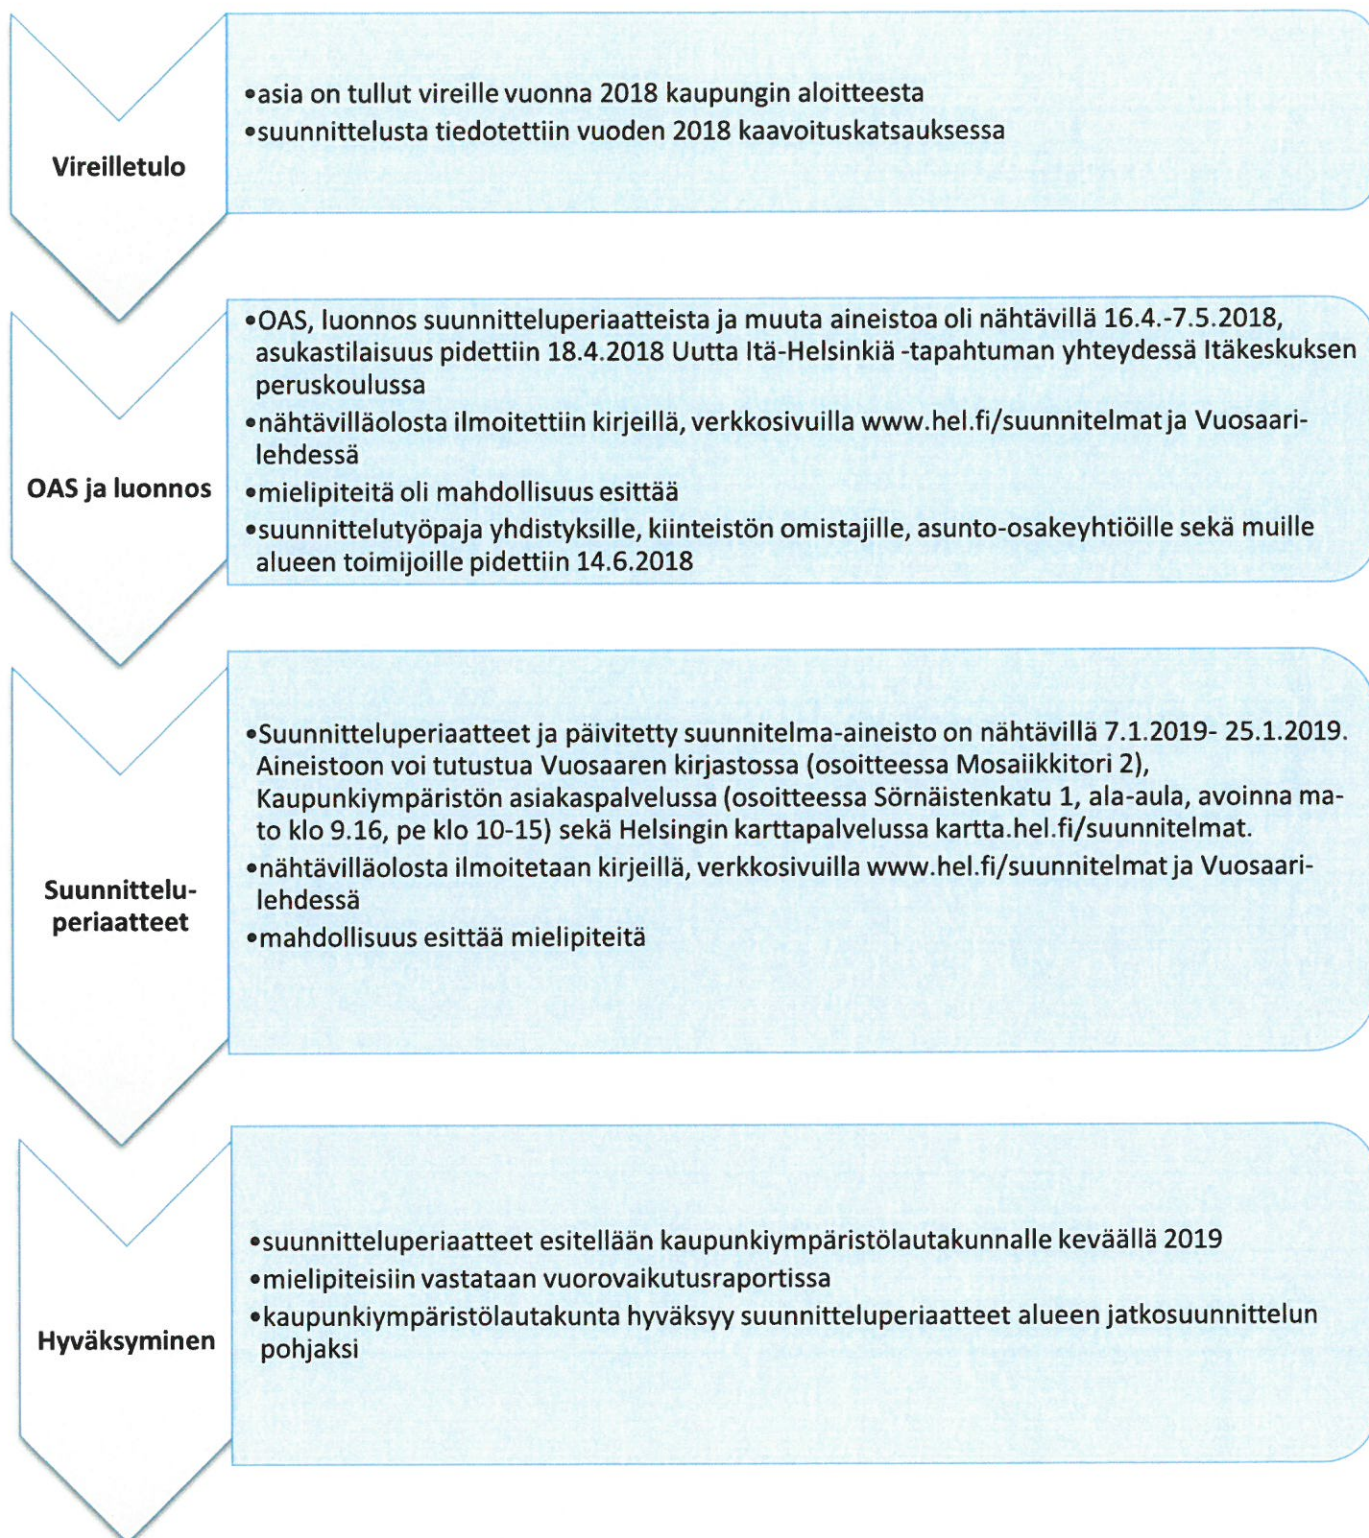 Vireilletulo
•asia on tullut vireille vuonna 2018 kaupungin aloitteesta
•suunnittelusta tiedotettiin vuoden 2018 kaavoituskatsauksessa
OAS ja luonnos
•OAS, luonnos suunnitteluperiaatteista ja muuta aineistoa oli nähtävillä 16.4.-7.5.2018,
asukastilaisuus pidettiin 18.4.2018 Uutta Itä-Helsinkiä -tapahtuman yhteydessä Itäkeskuksen
peruskoulussa
•nähtävilläolosta ilmoitettiin kirjeillä, verkkosivuilla www.hel.fi/suunnitelmat ja Vuosaari-
lehdessä
•mielipiteitä oli mahdollisuus esittää
•suunnittelutyöpaja yhdistyksille, kiinteistön omistajille, asunto-osakeyhtiöille sekä muille
alueen toimijoille pidettiin 14.6.2018
Suunnittelu-
periaatteet
•Suunnitteluperiaatteet ja päivitetty suunnitelma-aineisto on nähtävillä 7.1.2019- 25.1.2019.
Aineistoon voi tutustua Vuosaaren kirjastossa (osoitteessa Mosaiikkitori 2),
Kaupunkiympäristön asiakaspalvelussa (osoitteessa Sörnäistenkatu 1, ala-aula, avoinna ma-
to klo 9.16, pe klo 10-15) sekä Helsingin karttapalvelussa kartta.hel.fi/suunnitelmat.
•nähtävilläolosta ilmoitetaan kirjeillä, verkkosivuilla www.hel.fi/suunnitelmat ja Vuosaari-
lehdessä
•mahdollisuus esittää mielipiteitä
Hyväksyminen
•suunnitteluperiaatteet esitellään kaupunkiympäristölautakunnalle keväällä 2019
•mielipiteisiin vastataan vuorovaikutusraportissa
•kaupunkiympäristölautakunta hyväksyy suunnitteluperiaatteet alueen jatkosuunnittelun
pohjaksi